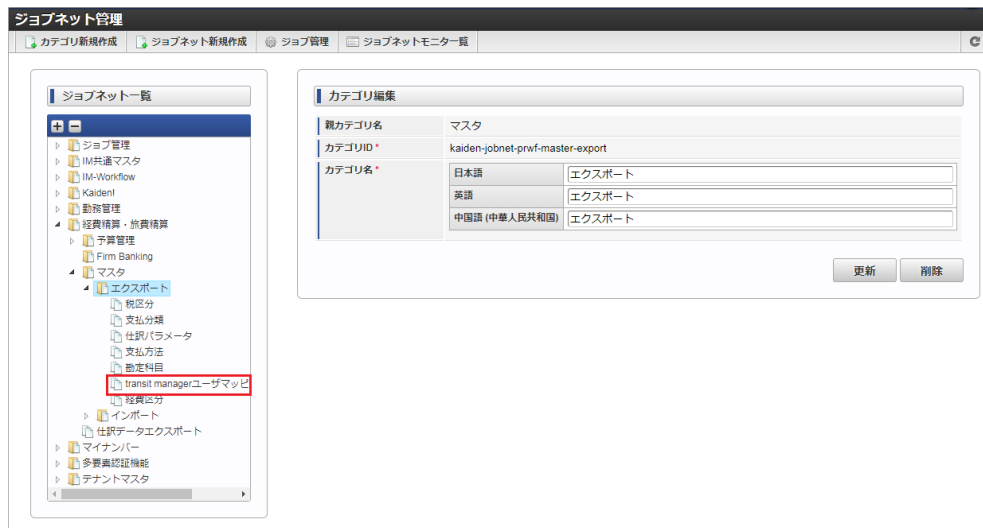 ジョブネット管理
カテゴリ新規作成 ジョブネット新規作成 ジョブ管理 ジョブネットモニタ一覧
ジョブネット一覧
ジョブ管理
IM共通マスタ
IM-Workflow
Kaiden!
勤務管理
経費精算・旅費精算
予算管理
Firm Banking
マスタ
エクスポート
税区分
支払分類
仕訳パラメータ
支払方法
勘定科目
transit managerユーザマッピ
経費区分
インポート
仕訳データエクスポート
マイナンバー
多要素認証機能
テナントマスタ
カテゴリ編集
親カテゴリ名 マスタ
カテゴリID * kaiden-jobnet-prwf-master-export
カテゴリ名 * 日本語 エクスポート
英語 エクスポート
中国語 (中華人民共和国) エクスポート
更新 削除